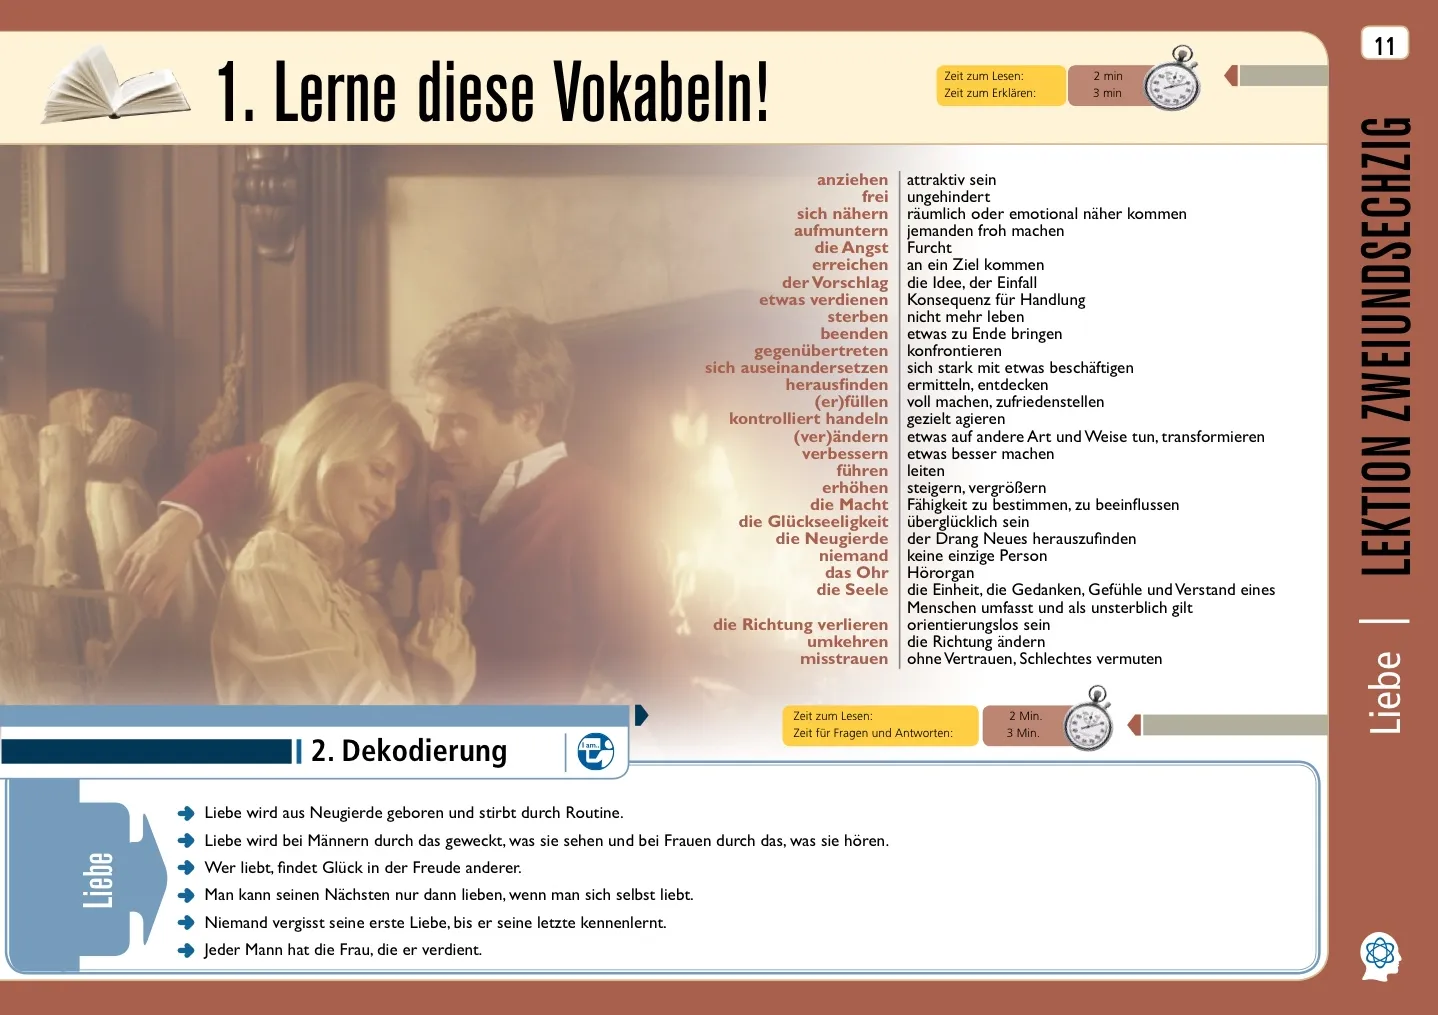 1. Lerne diese Vokabeln!
Zeit zum Lesen: 2 min
Zeit zum Erklären: 3 min
11
LEKTION ZWEIUNDSECHZIG
Liebe
anziehen attraktiv sein
frei ungehindert
sich nähern räumlich oder emotional näher kommen
aufmuntern jemanden froh machen
die Angst Furcht
erreichen an ein Ziel kommen
der Vorschlag die Idee, der Einfall
etwas verdienen Konsequenz für Handlung
sterben nicht mehr leben
beenden etwas zu Ende bringen
gegenübertreten konfrontieren
sich auseinandersetzen sich stark mit etwas beschäftigen
herausfinden ermitteln, entdecken
(er)füllen voll machen, zufriedenstellen
kontrolliert handeln gezielt agieren
(ver)ändern etwas auf andere Art und Weise tun, transformieren
verbessern etwas besser machen
führen leiten
erhöhen steigern, vergrößern
die Macht Fähigkeit zu bestimmen, zu beeinflussen
die Glückseeligkeit überglücklich sein
die Neugierde der Drang Neues herauszufinden
niemand keine einzige Person
das Ohr Hörorgan
die Seele die Einheit, die Gedanken, Gefühle und Verstand eines
Menschen umfasst und als unsterblich gilt
die Richtung verlieren orientierungslos sein
umkehren die Richtung ändern
misstrauen ohne Vertrauen, Schlechtes vermuten
Zeit zum Lesen: 2 Min.
Zeit für Fragen und Antworten: 3 Min.
2. Dekodierung
I am..
Liebe
Liebe wird aus Neugierde geboren und stirbt durch Routine.
Liebe wird bei Männern durch das geweckt, was sie sehen und bei Frauen durch das, was sie hören.
Wer liebt, findet Glück in der Freude anderer.
Man kann seinen Nächsten nur dann lieben, wenn man sich selbst liebt.
Niemand vergisst seine erste Liebe, bis er seine letzte kennenlernt.
Jeder Mann hat die Frau, die er verdient.